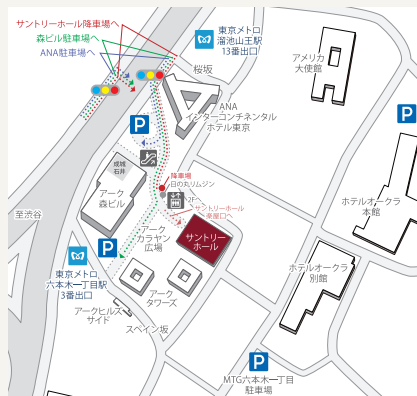 サントリーホール降車場へ
森ビル駐車場へ
ANA駐車場へ
東京メトロ
溜池山王駅
13番出口
桜坂
アメリカ
大使館
ANA
インターコンチネンタル
ホテル東京
P
P
成城
石井
アーク
森ビル
降車場
日の丸リムジン
2Fへ
サントリーホール
楽屋口へ
至渋谷
アーク
カラヤン
広場
サントリー
ホール
P
ホテルオークラ
本館
東京メトロ
六本木一丁目駅
3番出口
ホテルオークラ
別館
アーク
タワーズ
アークヒルズ
サイド
スペイン坂
P
MTG六本木一丁目
駐車場